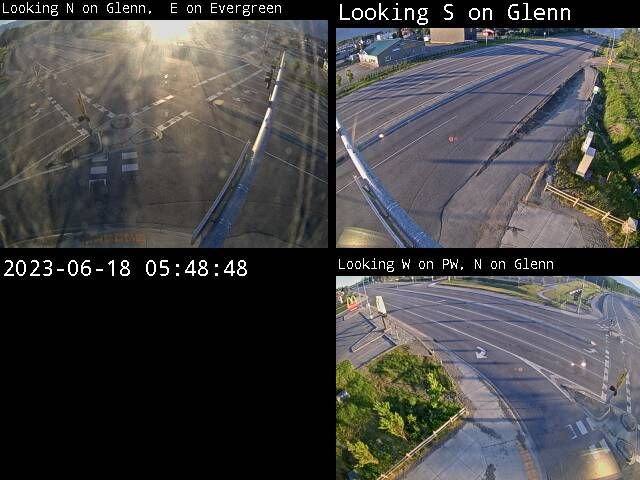 Looking N on Glenn,  E on Evergreen
Looking S on Glenn
2023-06-18 05:48:48
Looking W on PW, N on Glenn